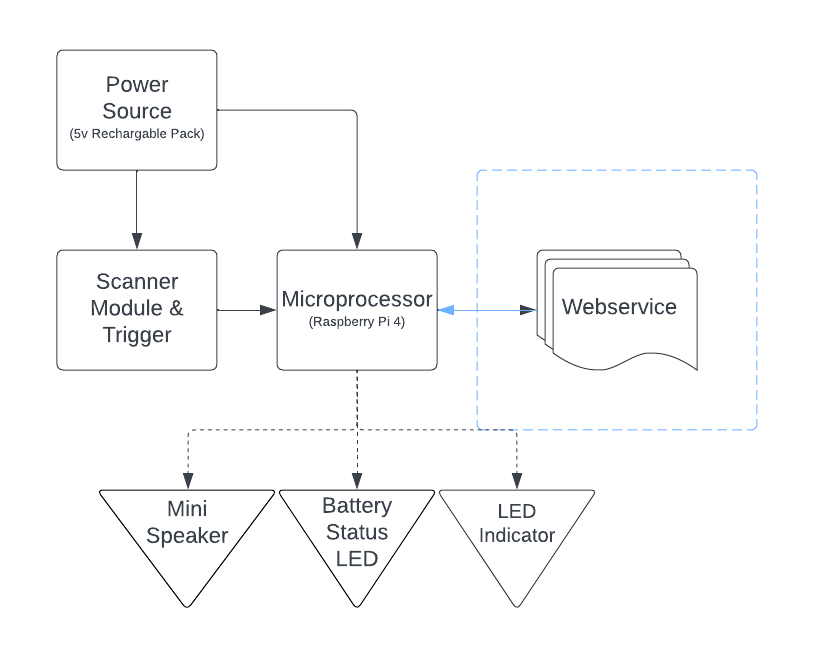 Power
Source
(5v Rechargable Pack)
Scanner
Module &
Trigger
Microprocessor
(Raspberry Pi 4)
Webservice
Mini
Speaker
Battery
Status
LED
LED
Indicator